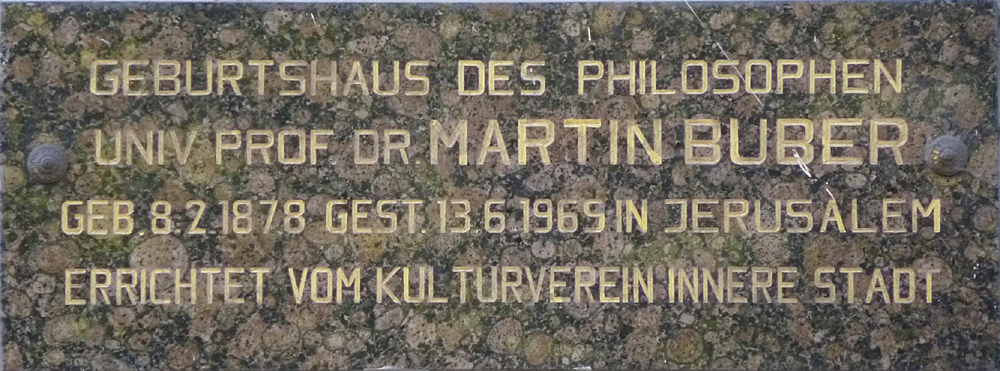 GEBURTSHAUS DES PHILOSOPHEN
UNIV PROF DR. MARTIN BUBER
GEB. 8.2.1878 GEST. 13.6.1969 IN JERUSALEM
ERRICHTET VOM KULTURVEREIN INNERE STADT